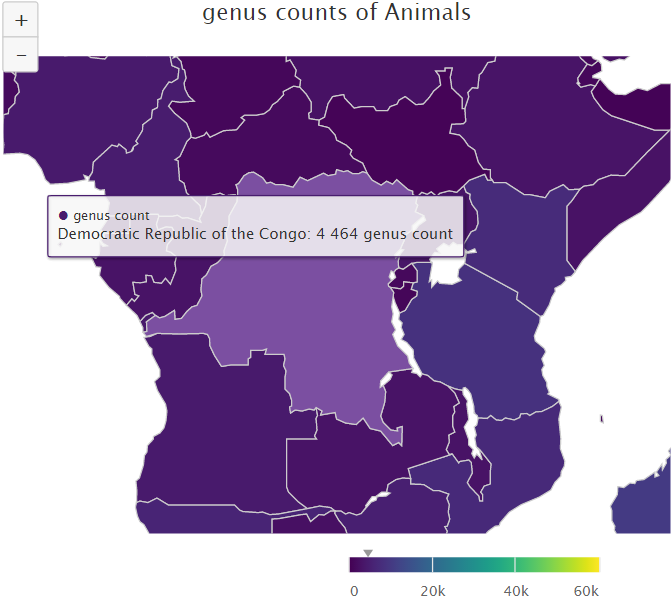 genus counts of Animals
+
−
genus count
Democratic Republic of the Congo: 4 464 genus count
0 20k 40k 60k